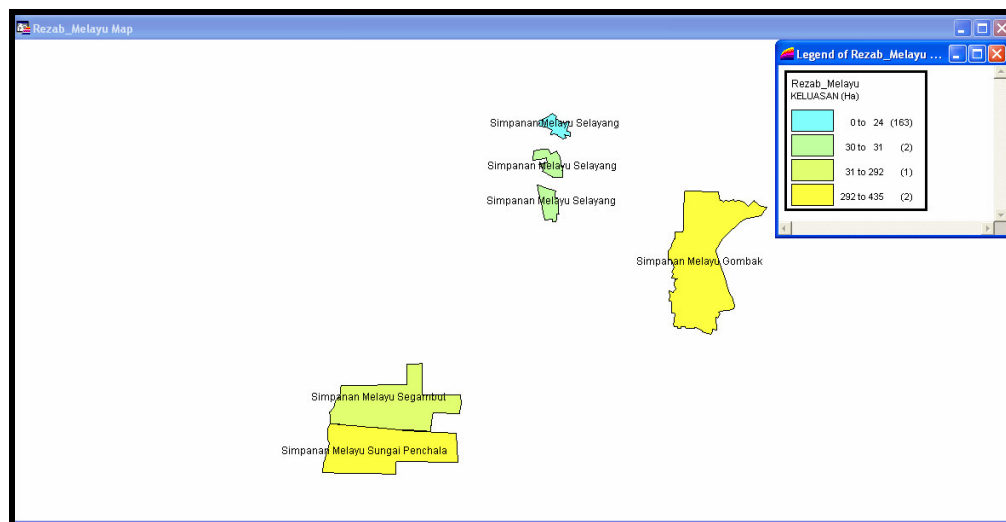 Rezab_Melayu Map
Legend of Rezab_Melayu ...
Rezab_Melayu
KELUASAN (Ha)
0 to 24 (163)
30 to 31 (2)
31 to 292 (1)
292 to 435 (2)
Simpanan Melayu Selayang
Simpanan Melayu Selayang
Simpanan Melayu Selayang
Simpanan Melayu Gombak
Simpanan Melayu Segambut
Simpanan Melayu Sungai Penchala